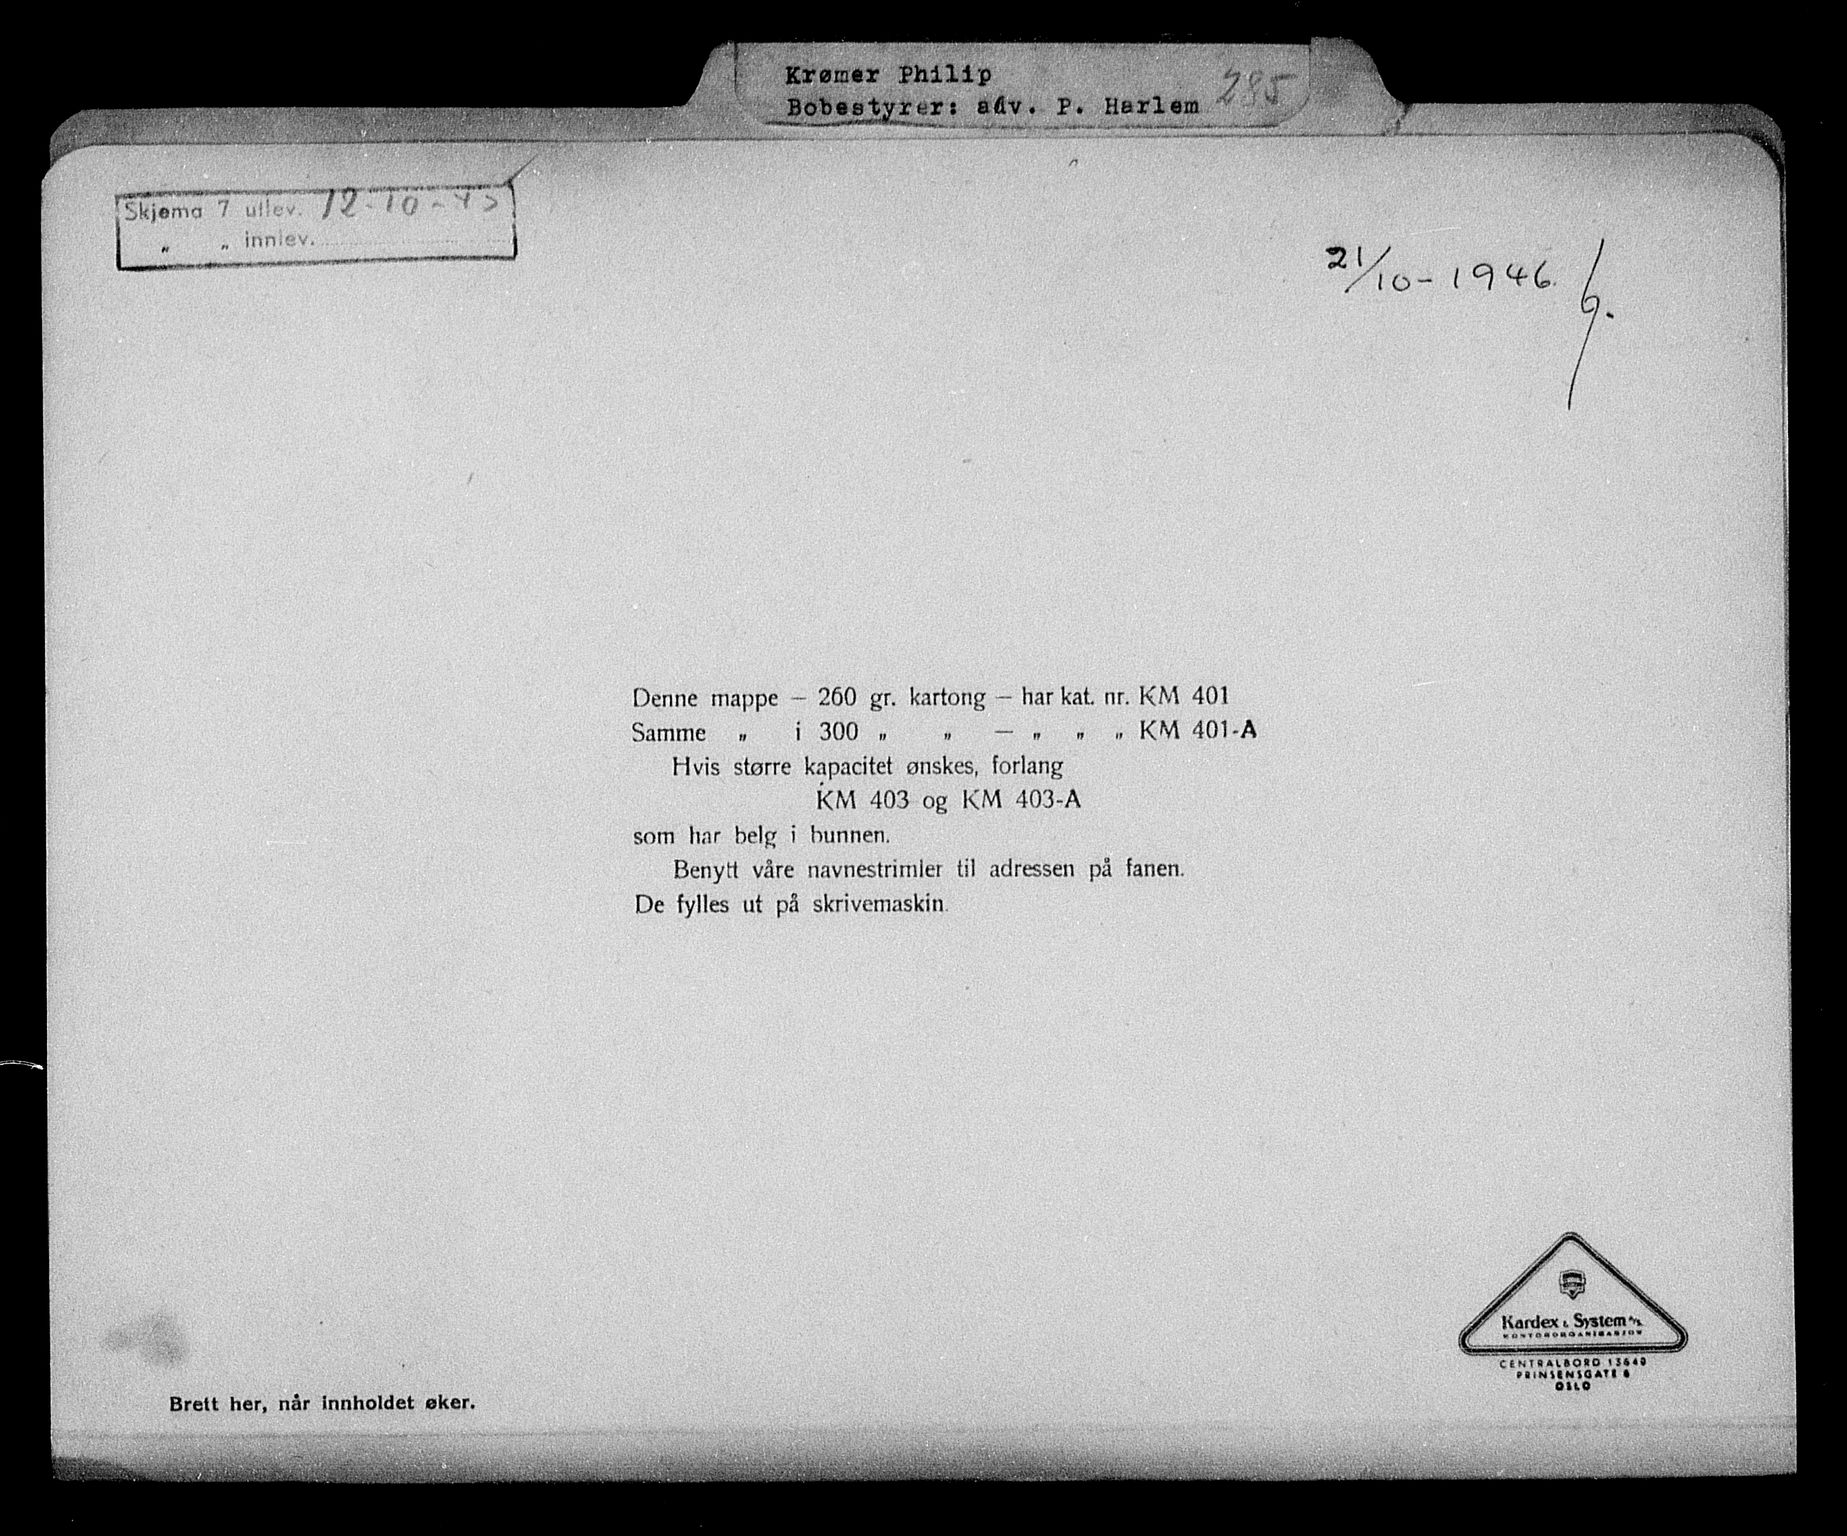 Krømer Philip
Bobestyrer: adv. P. Harlem 285
Skjema 7 utlev. 12-10-45
„ „ innlev.
21/10-1946.
Denne mappe – 260 gr. kartong – har kat. nr. KM 401
Samme „ i 300 „ „ – „ „ „ KM 401-A
Hvis større kapacitet ønskes, forlang
KM 403 og KM 403-A
som har belg i bunnen.
Benytt våre navnestrimler til adressen på fanen.
De fylles ut på skrivemaskin.
Kardex & System A/S
KONTORORGANISASJON
CENTRALBORD 13640
PRINSENSGATE 8
OSLO
Brett her, når innholdet øker.